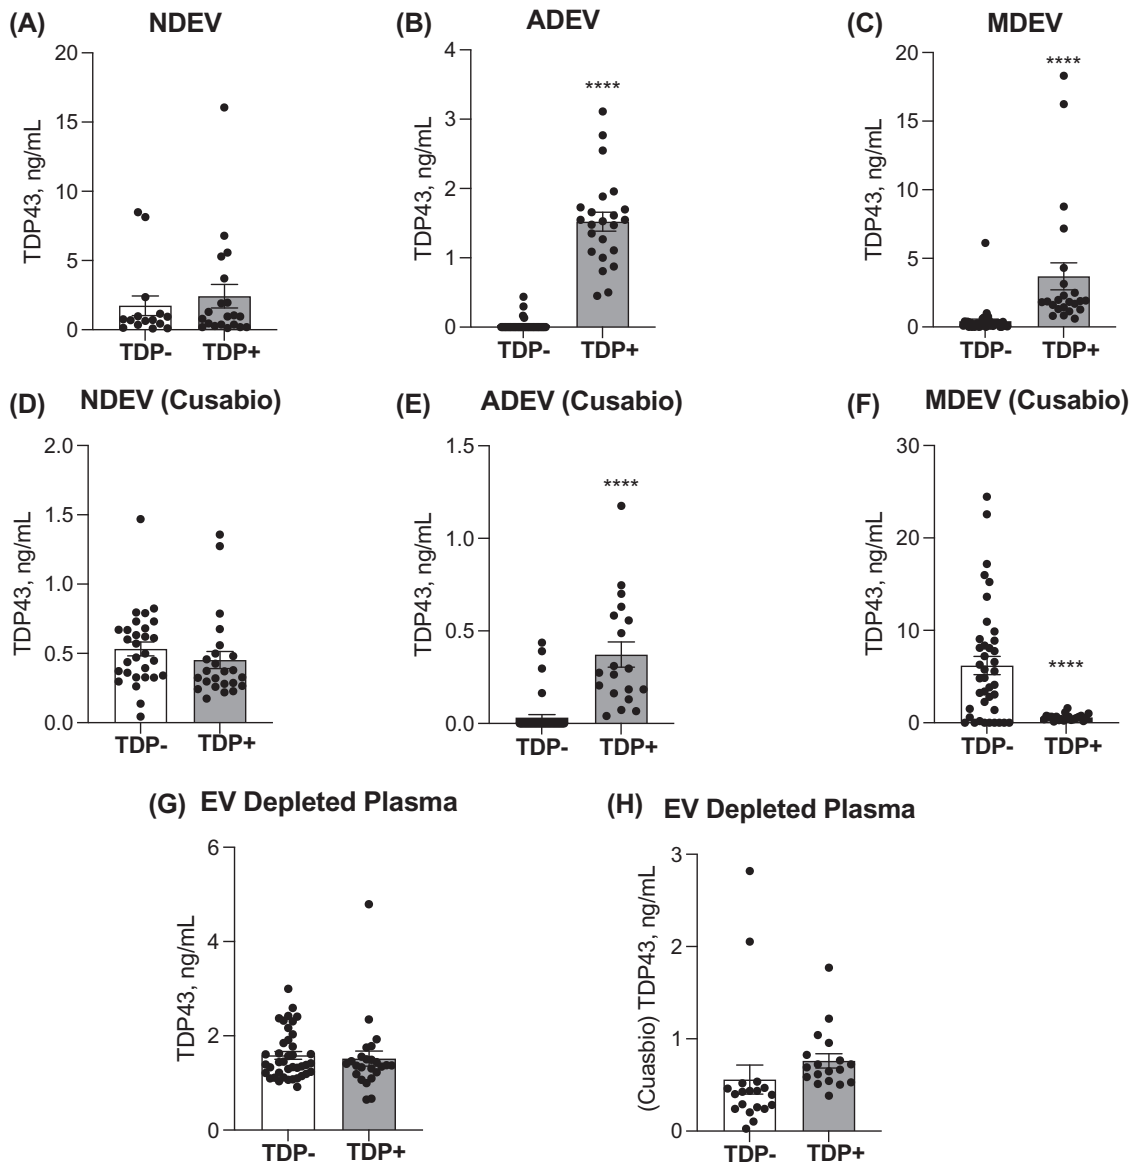 (A) NDEV
20
15
10
5
0
TDP43, ng/mL
TDP- TDP+
(B) ADEV
4
3
2
1
0
TDP43, ng/mL
****
TDP- TDP+
(C) MDEV
20
15
10
5
0
TDP43, ng/mL
****
TDP- TDP+
(D) NDEV (Cusabio)
2.0
1.5
1.0
0.5
0.0
TDP43, ng/mL
TDP- TDP+
(E) ADEV (Cusabio)
1.5
1.0
0.5
0.0
TDP43, ng/mL
****
TDP- TDP+
(F) MDEV (Cusabio)
30
20
10
0
TDP43, ng/mL
****
TDP- TDP+
(G) EV Depleted Plasma
6
4
2
0
TDP43, ng/mL
TDP- TDP+
(H) EV Depleted Plasma
3
2
1
0
(Cuasbio) TDP43, ng/mL
TDP- TDP+